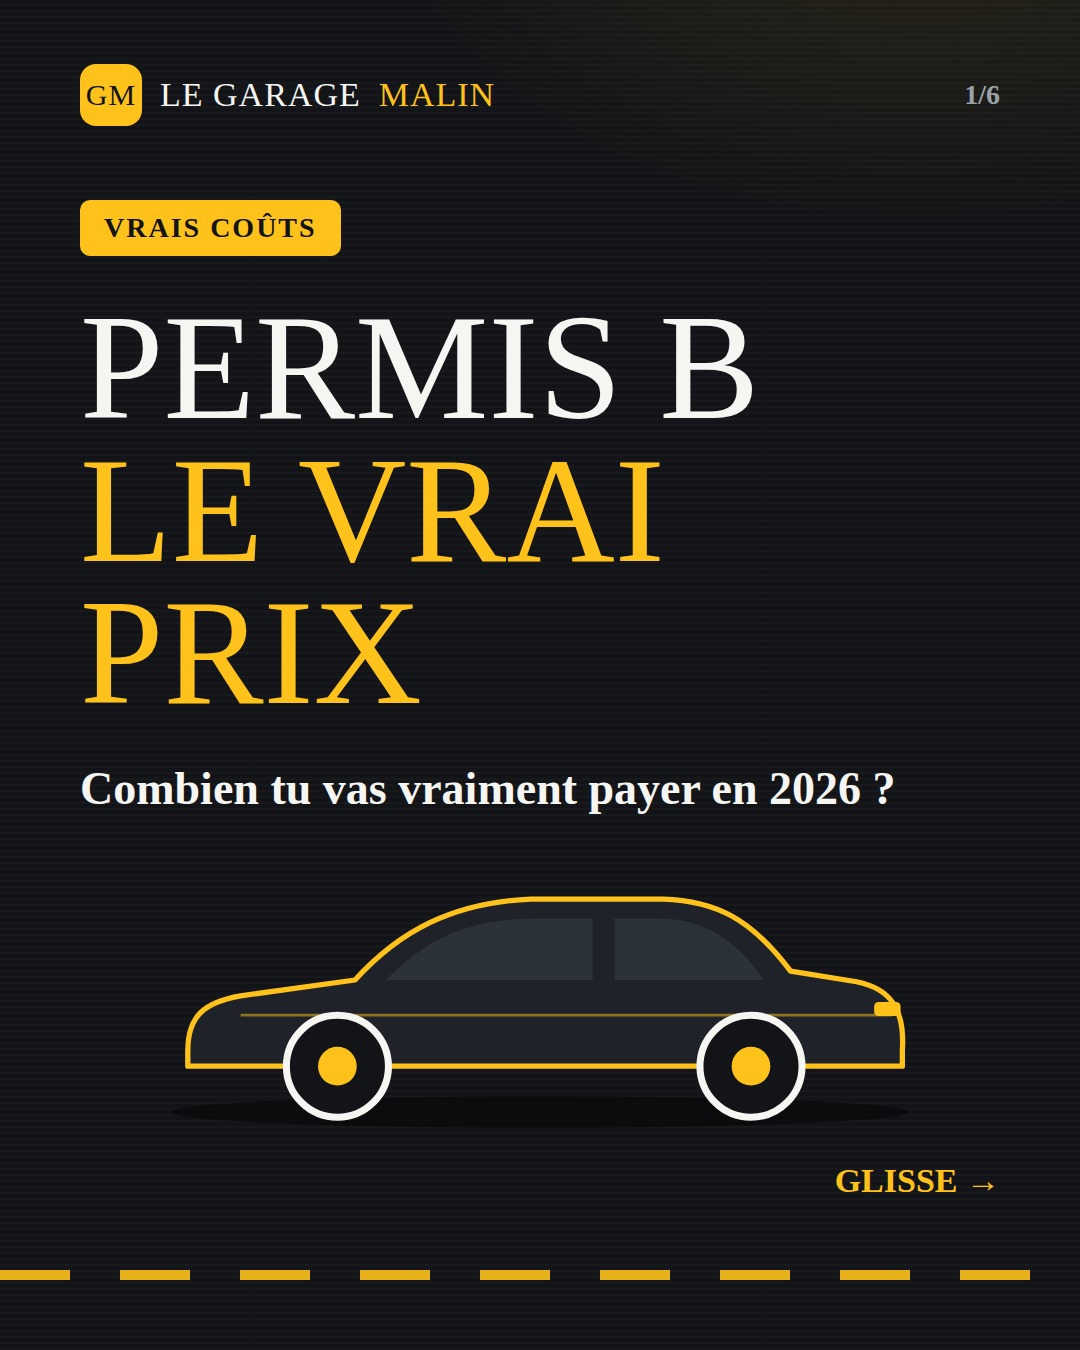 GM LE GARAGE MALIN
1/6
VRAIS COÛTS
PERMIS B
LE VRAI
PRIX
Combien tu vas vraiment payer en 2026 ?
GLISSE →